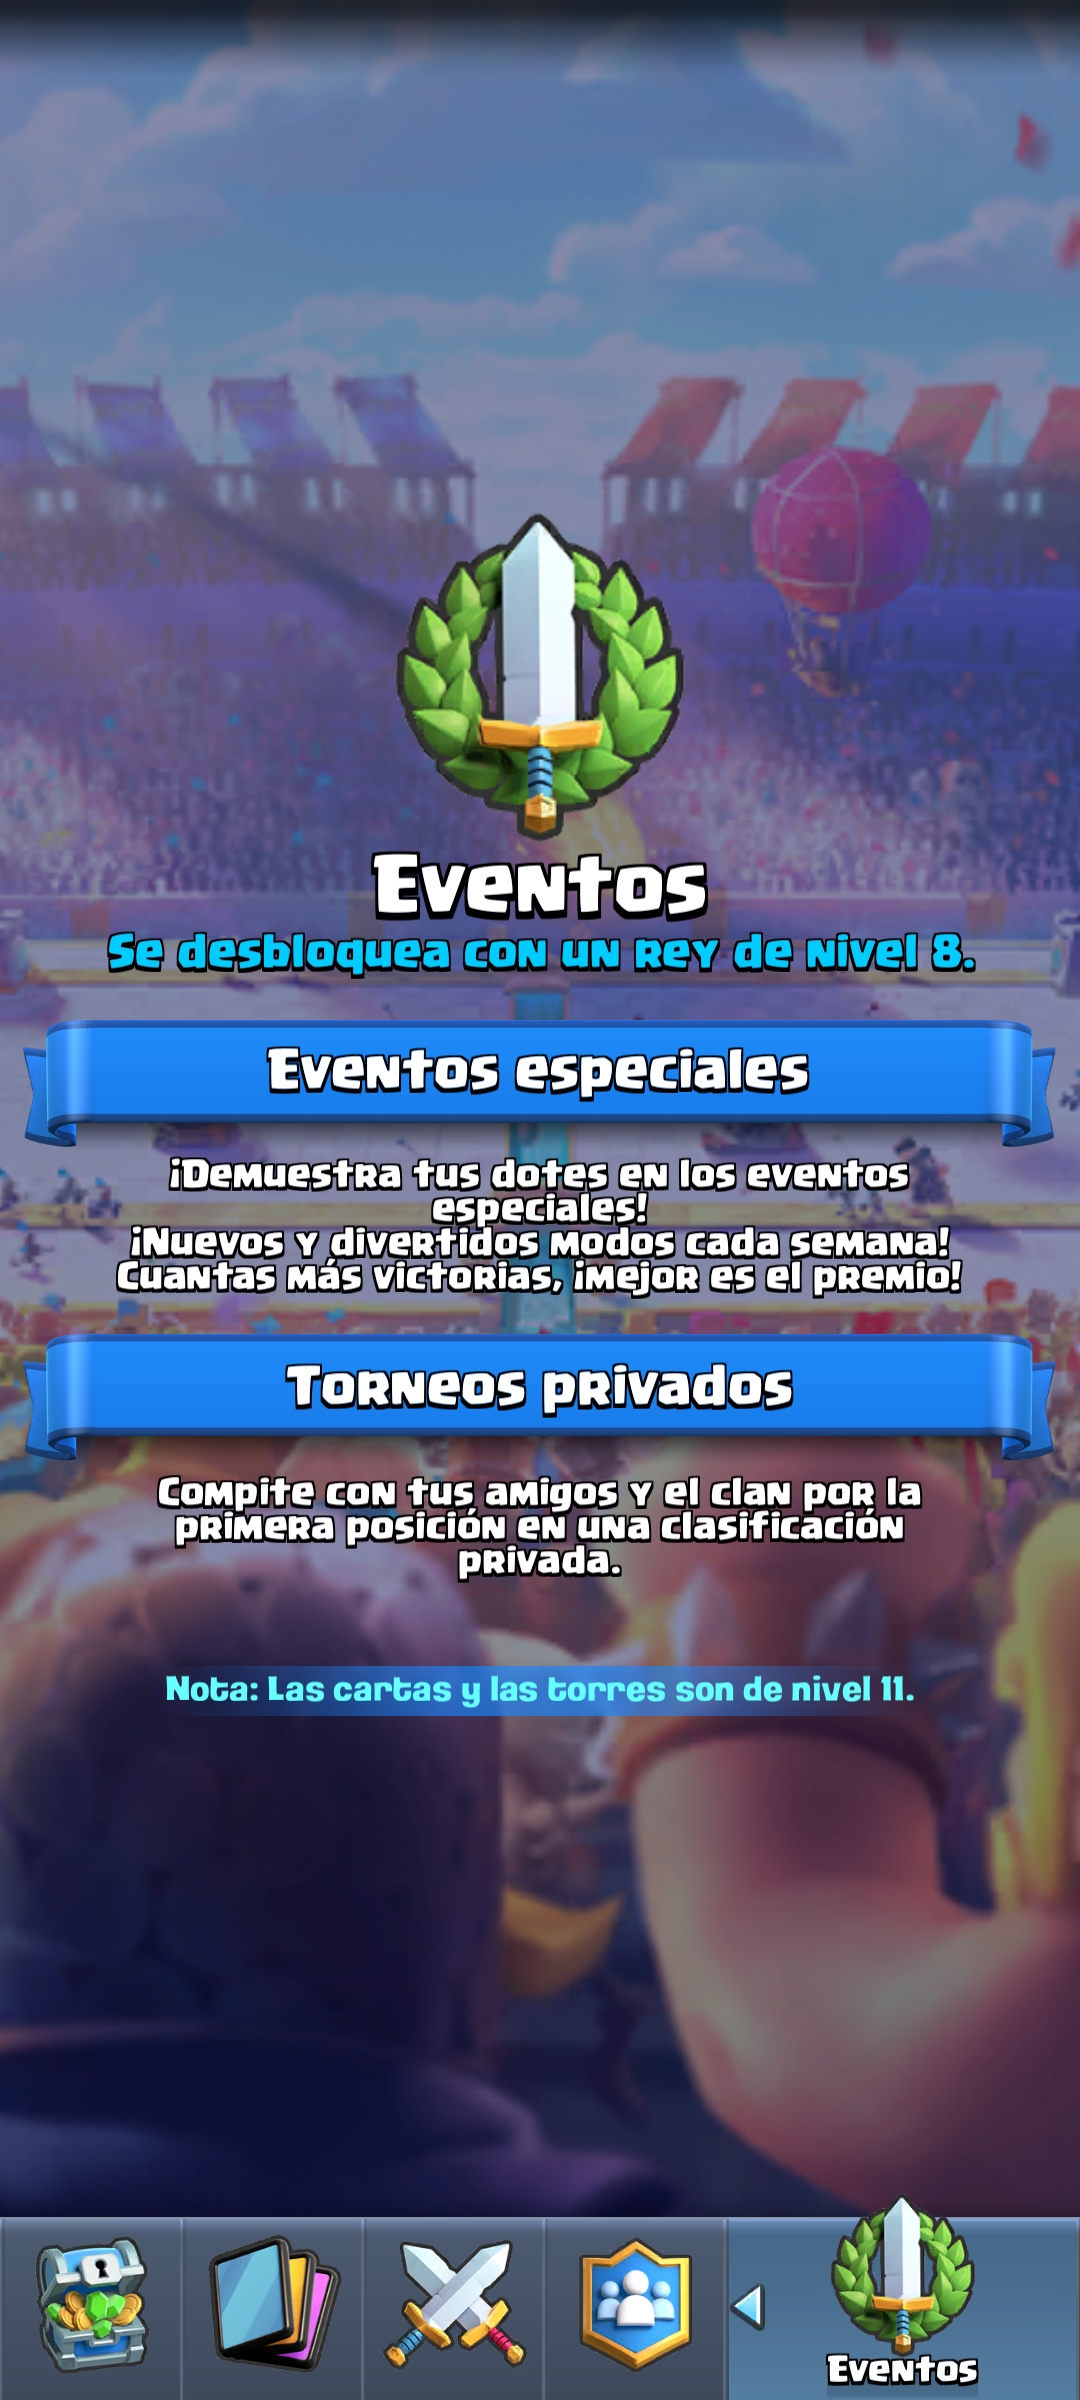 Eventos
Se desbloquea con un rey de nivel 8.
Eventos especiales
¡Demuestra tus dotes en los eventos
especiales!
¡Nuevos y divertidos modos cada semana!
Cuantas más victorias, ¡mejor es el premio!
Torneos privados
Compite con tus amigos y el clan por la
primera posición en una clasificación
privada.
Nota: Las cartas y las torres son de nivel 11.
Eventos